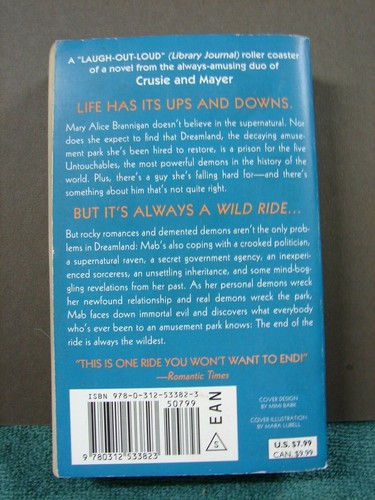 A "LAUGH-OUT-LOUD" (Library Journal) roller coaster
of a novel from the always-amusing duo of
Crusie and Mayer
LIFE HAS ITS UPS AND DOWNS.
Mary Alice Brannigan doesn't believe in the supernatural. Nor
does she expect to find that Dreamland, the decaying amuse-
ment park she's been hired to restore, is a prison for the five
Untouchables, the most powerful demons in the history of the
world. Plus, there's a guy she's falling hard for—and there's
something about him that's not quite right.
BUT IT'S ALWAYS A WILD RIDE...
But rocky romances and demented demons aren't the only prob-
lems in Dreamland: Mab's also coping with a crooked politician,
a supernatural raven, a secret government agency, an inexperi-
enced sorceress, an unsettling inheritance, and some mind-bog-
gling revelations from her past. As her personal demons wreck
her newfound relationship and real demons wreck the park,
Mab faces down immortal evil and discovers what everybody
who's ever been to an amusement park knows: The end of the
ride is always the wildest.
"THIS IS ONE RIDE YOU WON'T WANT TO END!"
—Romantic Times
ISBN 978-0-312-53382-3
50799
9 780312 533823
S
EAN
COVER DESIGN
BY MIMI BARK
COVER ILLUSTRATION
BY MARA LUBELL
U.S. $7.99
CAN. $9.99